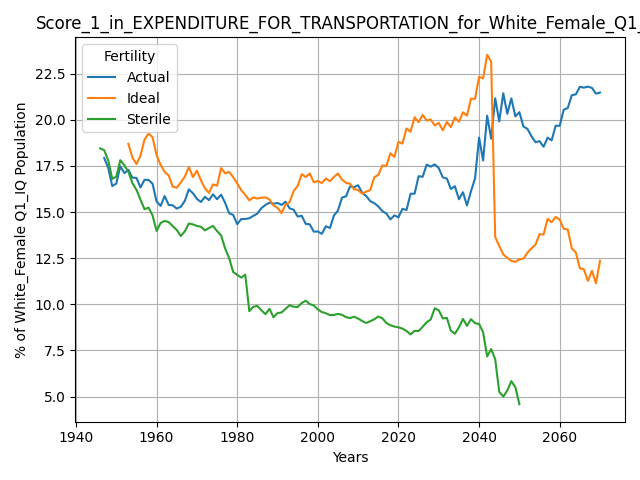 Score_1_in_EXPENDITURE_FOR_TRANSPORTATION_for_White_Female_Q1_
Fertility
Actual
Ideal
Sterile
% of White_Female Q1_IQ Population
22.5
20.0
17.5
15.0
12.5
10.0
7.5
5.0
1940
1960
1980
2000
2020
2040
2060
Years